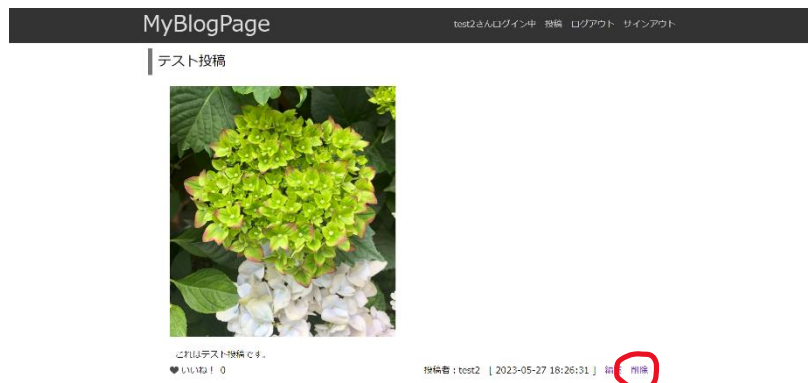 MyBlogPage
test2さんログイン中 投稿 ログアウト サインアウト
テスト投稿
これはテスト投稿です。
いいね！ 0
投稿者：test2 [ 2023-05-27 18:26:31 ] 削除